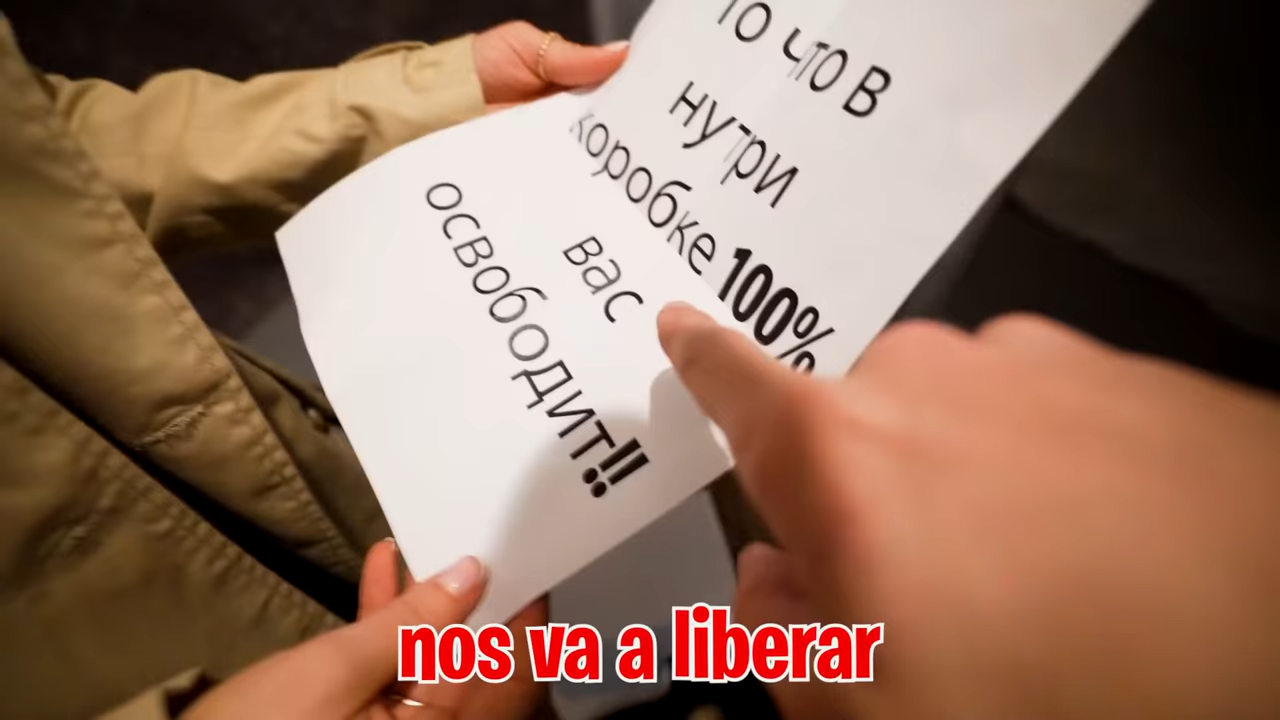 то что в
нутри
коробке 100%
вас
освободит!!
nos va a liberar